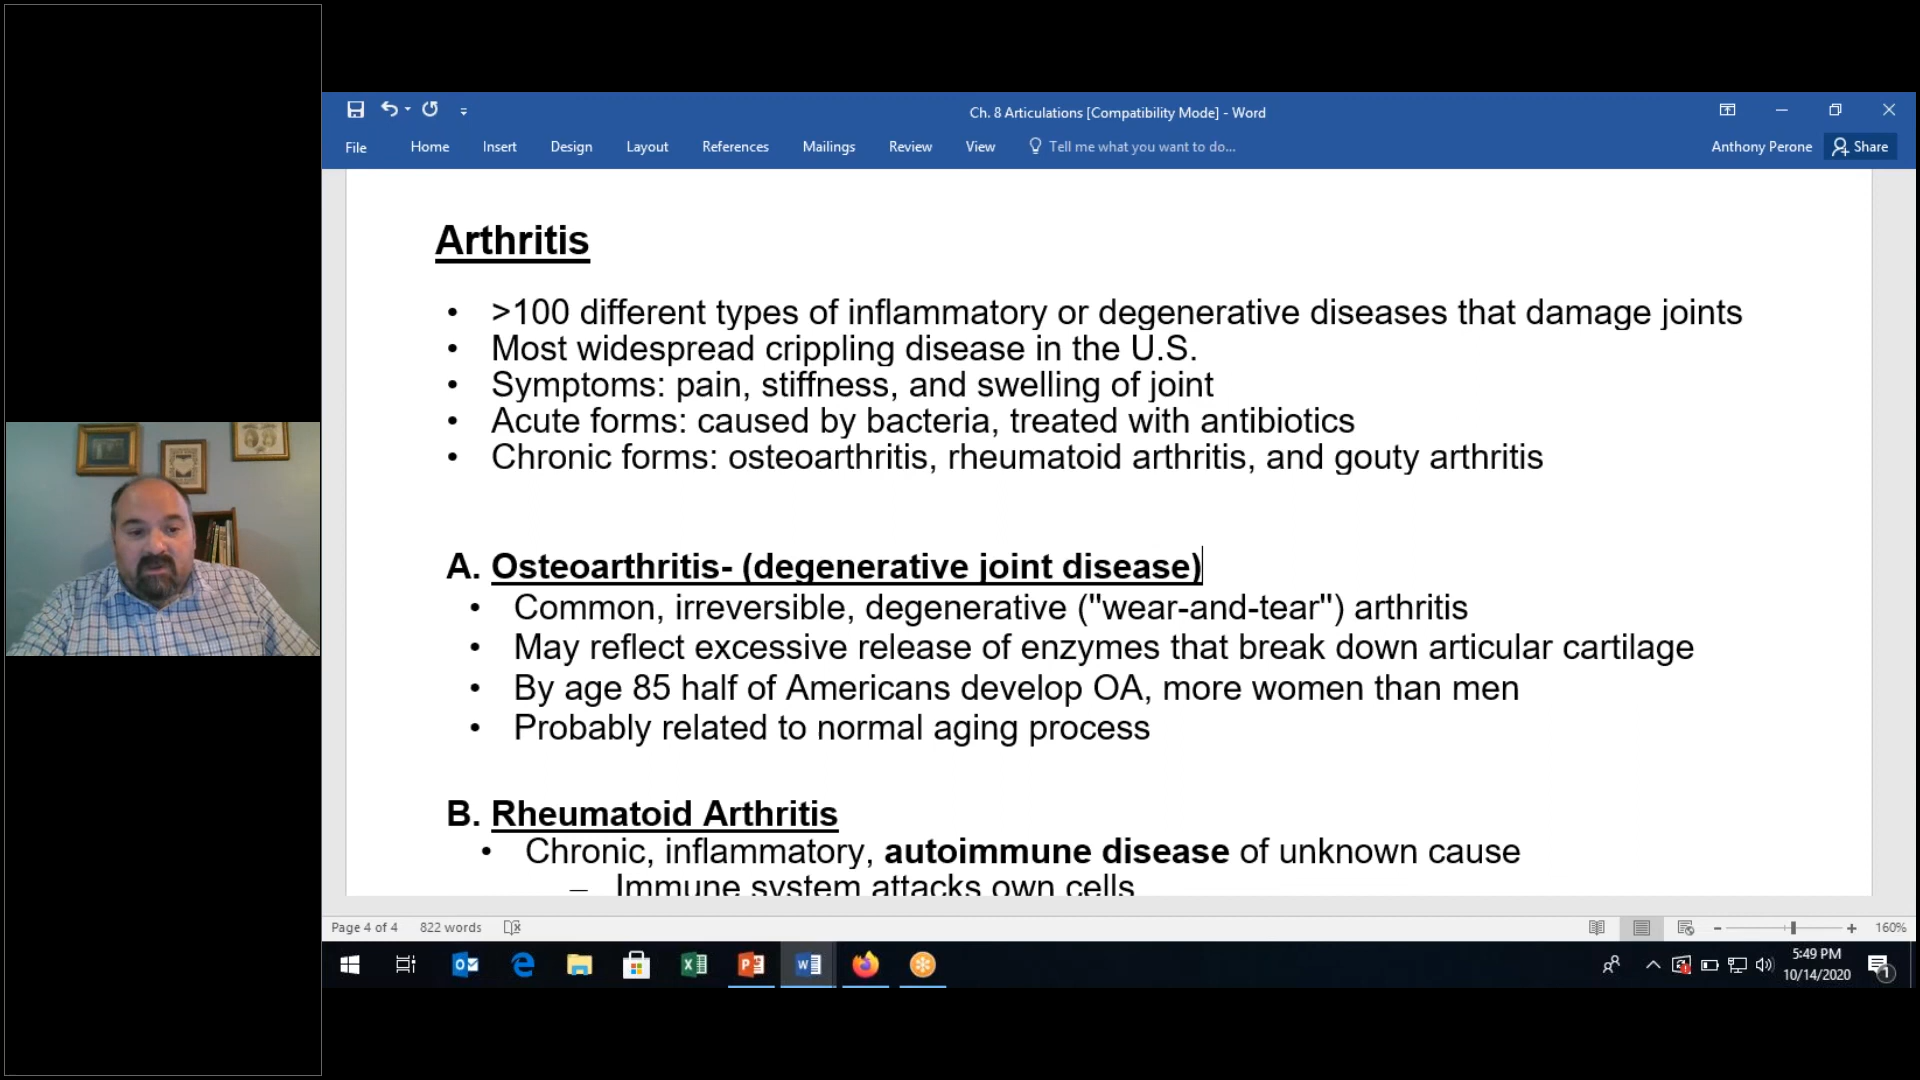 Ch. 8 Articulations [Compatibility Mode] - Word
File Home Insert Design Layout References Mailings Review View Tell me what you want to do... Anthony Perone Share
Arthritis
• >100 different types of inflammatory or degenerative diseases that damage joints
• Most widespread crippling disease in the U.S.
• Symptoms: pain, stiffness, and swelling of joint
• Acute forms: caused by bacteria, treated with antibiotics
• Chronic forms: osteoarthritis, rheumatoid arthritis, and gouty arthritis
A. Osteoarthritis- (degenerative joint disease)
• Common, irreversible, degenerative ("wear-and-tear") arthritis
• May reflect excessive release of enzymes that break down articular cartilage
• By age 85 half of Americans develop OA, more women than men
• Probably related to normal aging process
B. Rheumatoid Arthritis
• Chronic, inflammatory, autoimmune disease of unknown cause
– Immune system attacks own cells
Page 4 of 4 822 words 160%
5:49 PM
10/14/2020
1